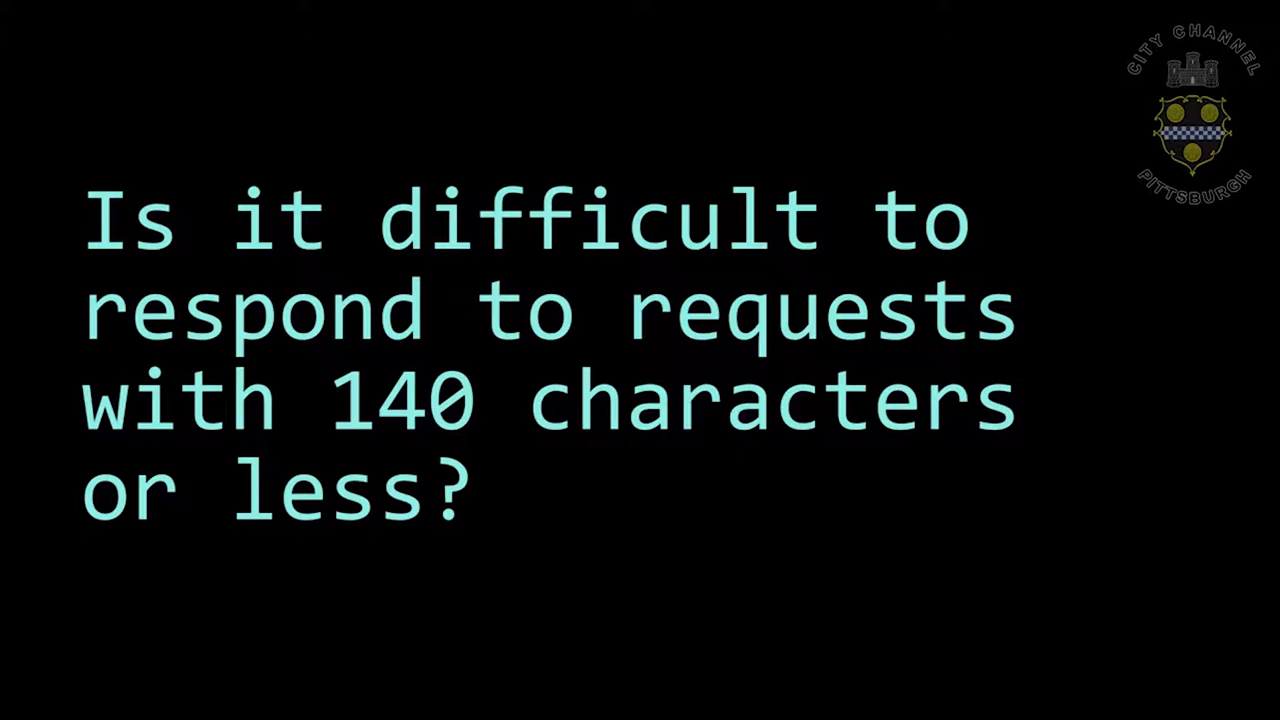 CITY CHANNEL
PITTSBURGH
Is it difficult to
respond to requests
with 140 characters
or less?